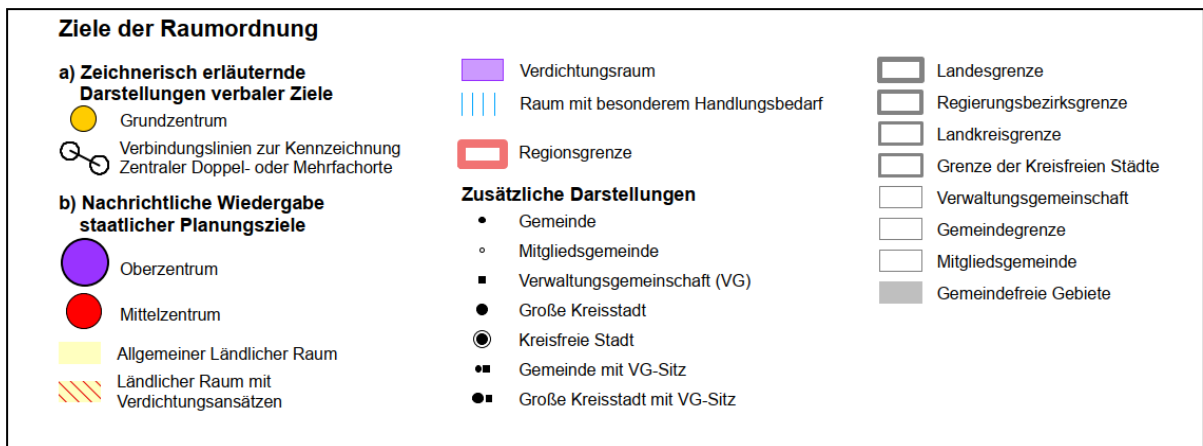 Ziele der Raumordnung
a) Zeichnerisch erläuternde
Darstellungen verbaler Ziele
Grundzentrum
Verbindungslinien zur Kennzeichnung
Zentraler Doppel- oder Mehrfachorte
b) Nachrichtliche Wiedergabe
staatlicher Planungsziele
Oberzentrum
Mittelzentrum
Allgemeiner Ländlicher Raum
Ländlicher Raum mit
Verdichtungsansätzen
Verdichtungsraum
Raum mit besonderem Handlungsbedarf
Regionsgrenze
Zusätzliche Darstellungen
Gemeinde
Mitgliedsgemeinde
Verwaltungsgemeinschaft (VG)
Große Kreisstadt
Kreisfreie Stadt
Gemeinde mit VG-Sitz
Große Kreisstadt mit VG-Sitz
Landesgrenze
Regierungsbezirksgrenze
Landkreisgrenze
Grenze der Kreisfreien Städte
Verwaltungsgemeinschaft
Gemeindegrenze
Mitgliedsgemeinde
Gemeindefreie Gebiete